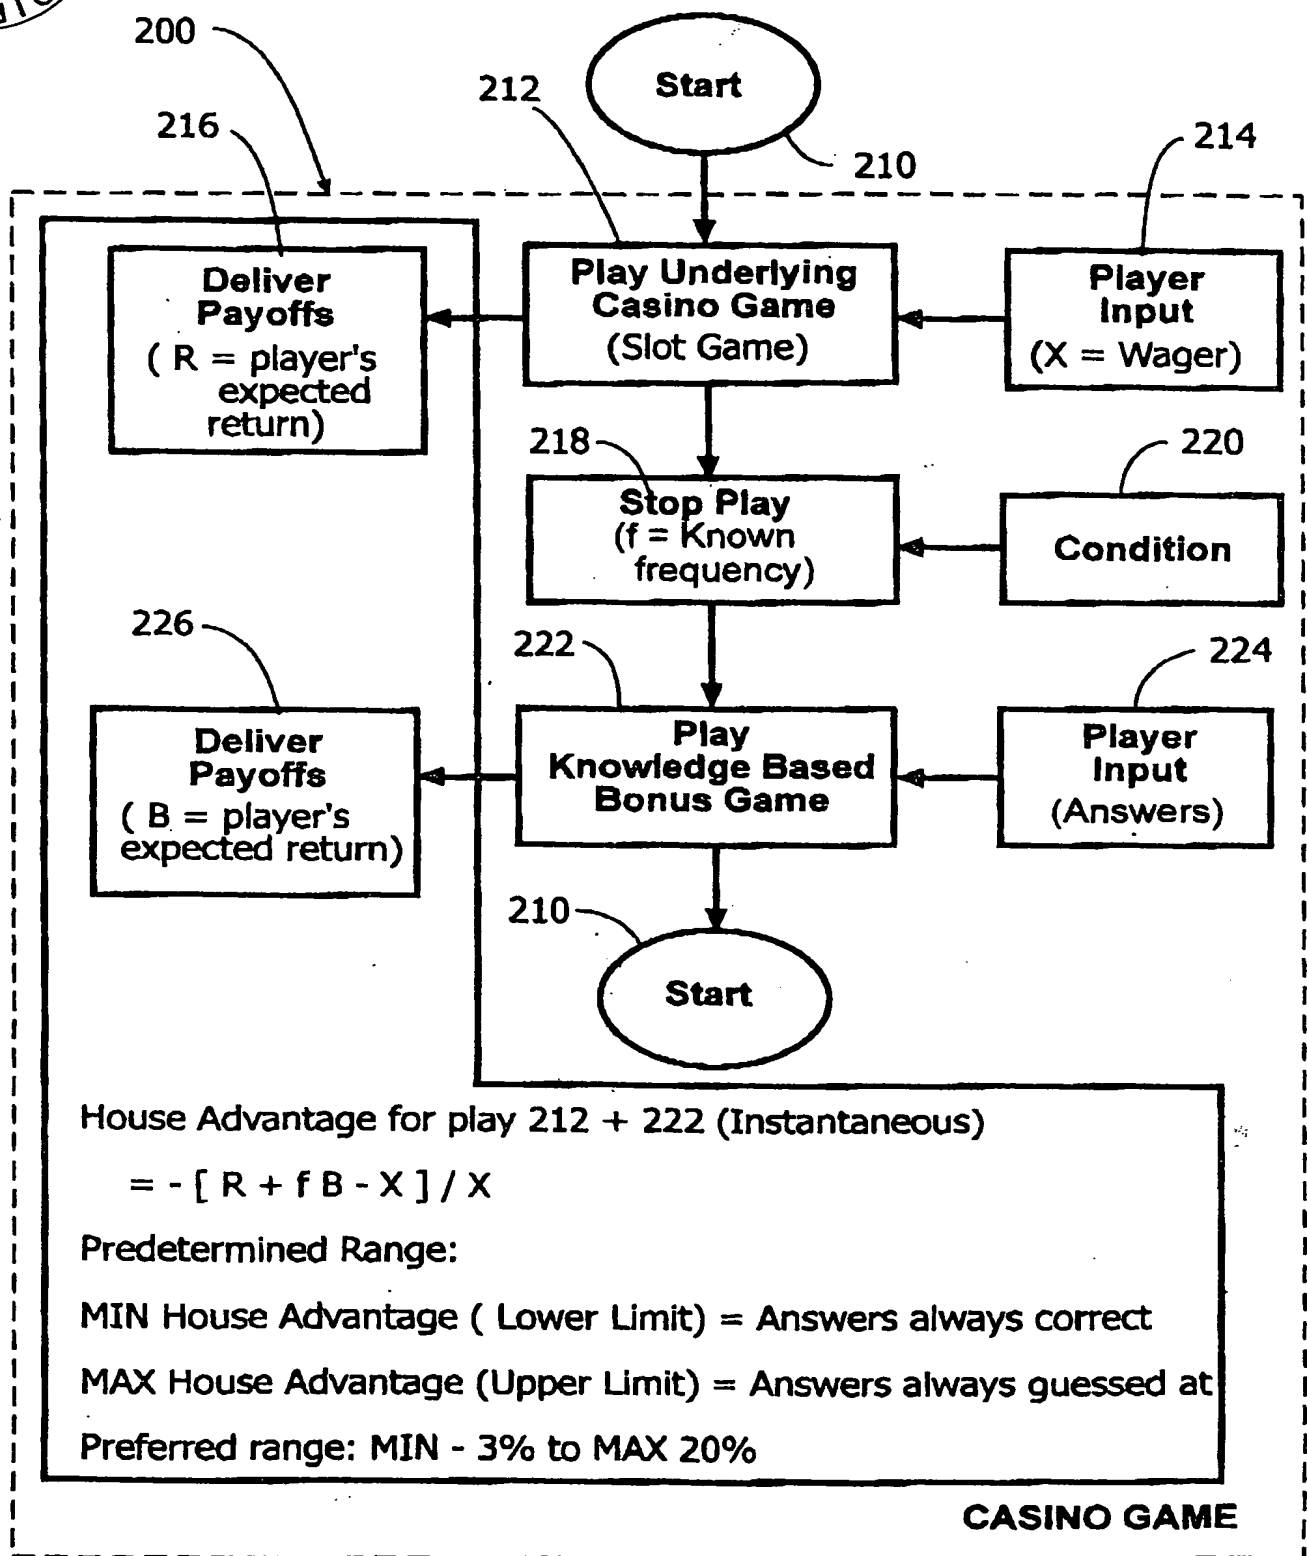 200
Start
212
216
214
210
Play Underlying
Casino Game
(Slot Game)
Deliver
Payoffs
( R = player's
expected
return)
Player
Input
(X = Wager)
218
220
Stop Play
(f = Known
frequency)
Condition
226
222
224
Deliver
Payoffs
( B = player's
expected return)
Play
Knowledge Based
Bonus Game
Player
Input
(Answers)
210
Start
House Advantage for play 212 + 222 (Instantaneous)
= - [ R + f B - X ] / X
Predetermined Range:
MIN House Advantage ( Lower Limit) = Answers always correct
MAX House Advantage (Upper Limit) = Answers always guessed at
Preferred range: MIN - 3% to MAX 20%
CASINO GAME